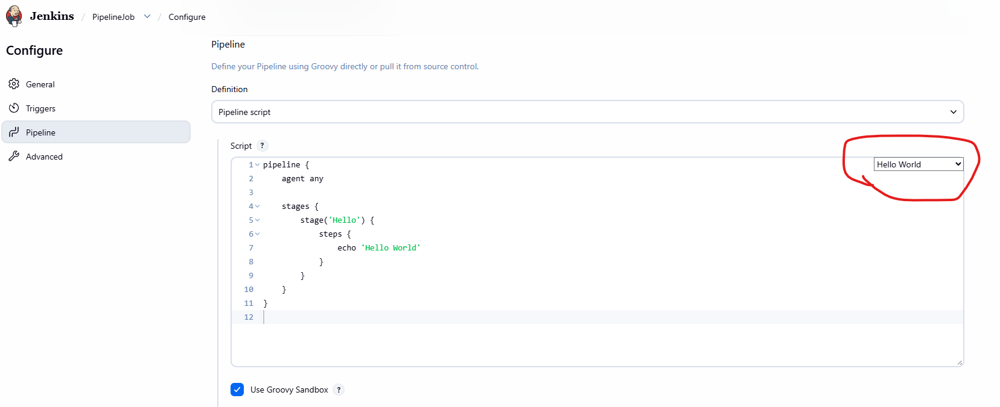 Jenkins / PipelineJob / Configure
Configure
General
Triggers
Pipeline
Advanced
Pipeline
Define your Pipeline using Groovy directly or pull it from source control.
Definition
Pipeline script
Script ?
Hello World
1 pipeline {
2     agent any
3
4     stages {
5         stage('Hello') {
6             steps {
7                 echo 'Hello World'
8             }
9         }
10     }
11 }
12
Use Groovy Sandbox ?